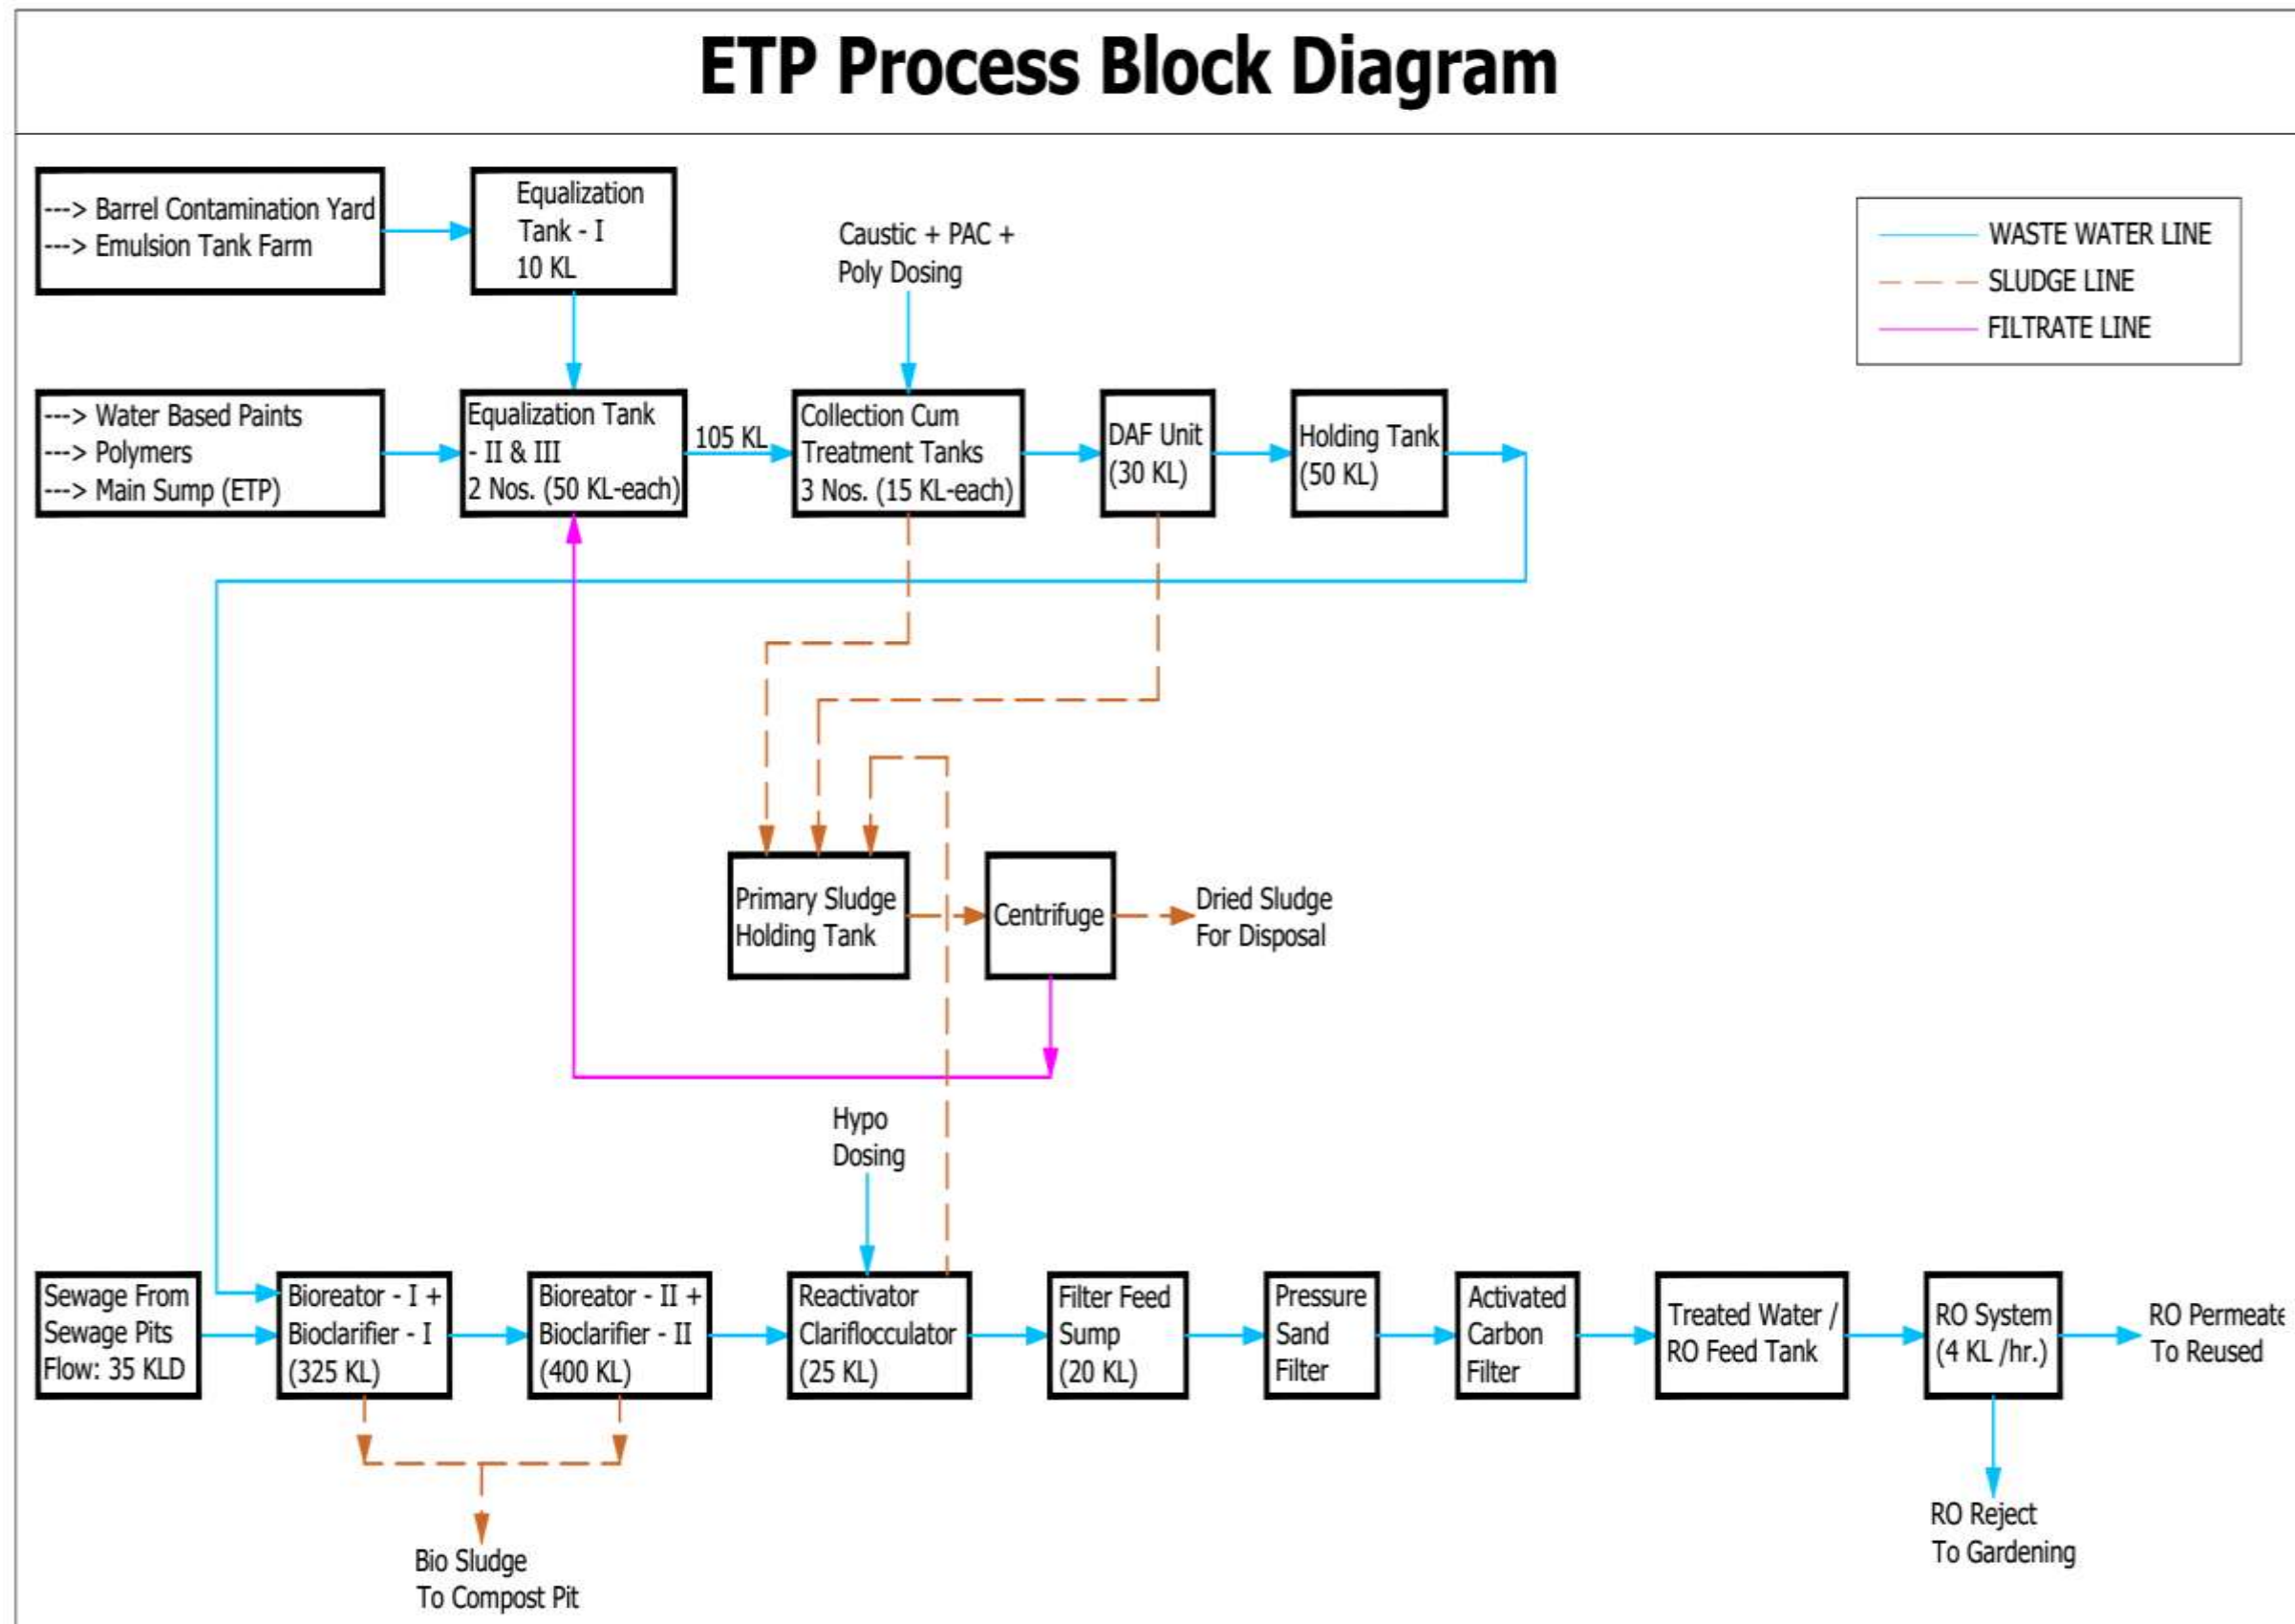 ETP Process Block Diagram
---> Barrel Contamination Yard
---> Emulsion Tank Farm
Equalization
Tank - I
10 KL
Caustic + PAC +
Poly Dosing
WASTE WATER LINE
SLUDGE LINE
FILTRATE LINE
---> Water Based Paints
---> Polymers
---> Main Sump (ETP)
Equalization Tank
- II & III
2 Nos. (50 KL-each)
105 KL
Collection Cum
Treatment Tanks
3 Nos. (15 KL-each)
DAF Unit
(30 KL)
Holding Tank
(50 KL)
Primary Sludge
Holding Tank
Centrifuge
Dried Sludge
For Disposal
Hypo
Dosing
Sewage From
Sewage Pits
Flow: 35 KLD
Bioreator - I +
Bioclarifier - I
(325 KL)
Bioreator - II +
Bioclarifier - II
(400 KL)
Reactivator
Clariflocculator
(25 KL)
Filter Feed
Sump
(20 KL)
Pressure
Sand
Filter
Activated
Carbon
Filter
Treated Water /
RO Feed Tank
RO System
(4 KL /hr.)
RO Permeate
To Reused
RO Reject
To Gardening
Bio Sludge
To Compost Pit